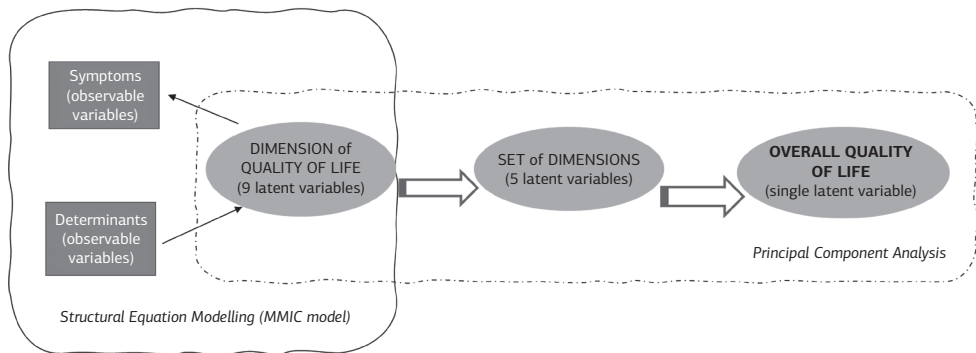 Symptoms
(observable
variables)
DIMENSION of
QUALITY OF LIFE
(9 latent variables)
SET of DIMENSIONS
(5 latent variables)
OVERALL QUALITY
OF LIFE
(single latent variable)
Determinants
(observable
variables)
Principal Component Analysis
Structural Equation Modelling (MMIC model)